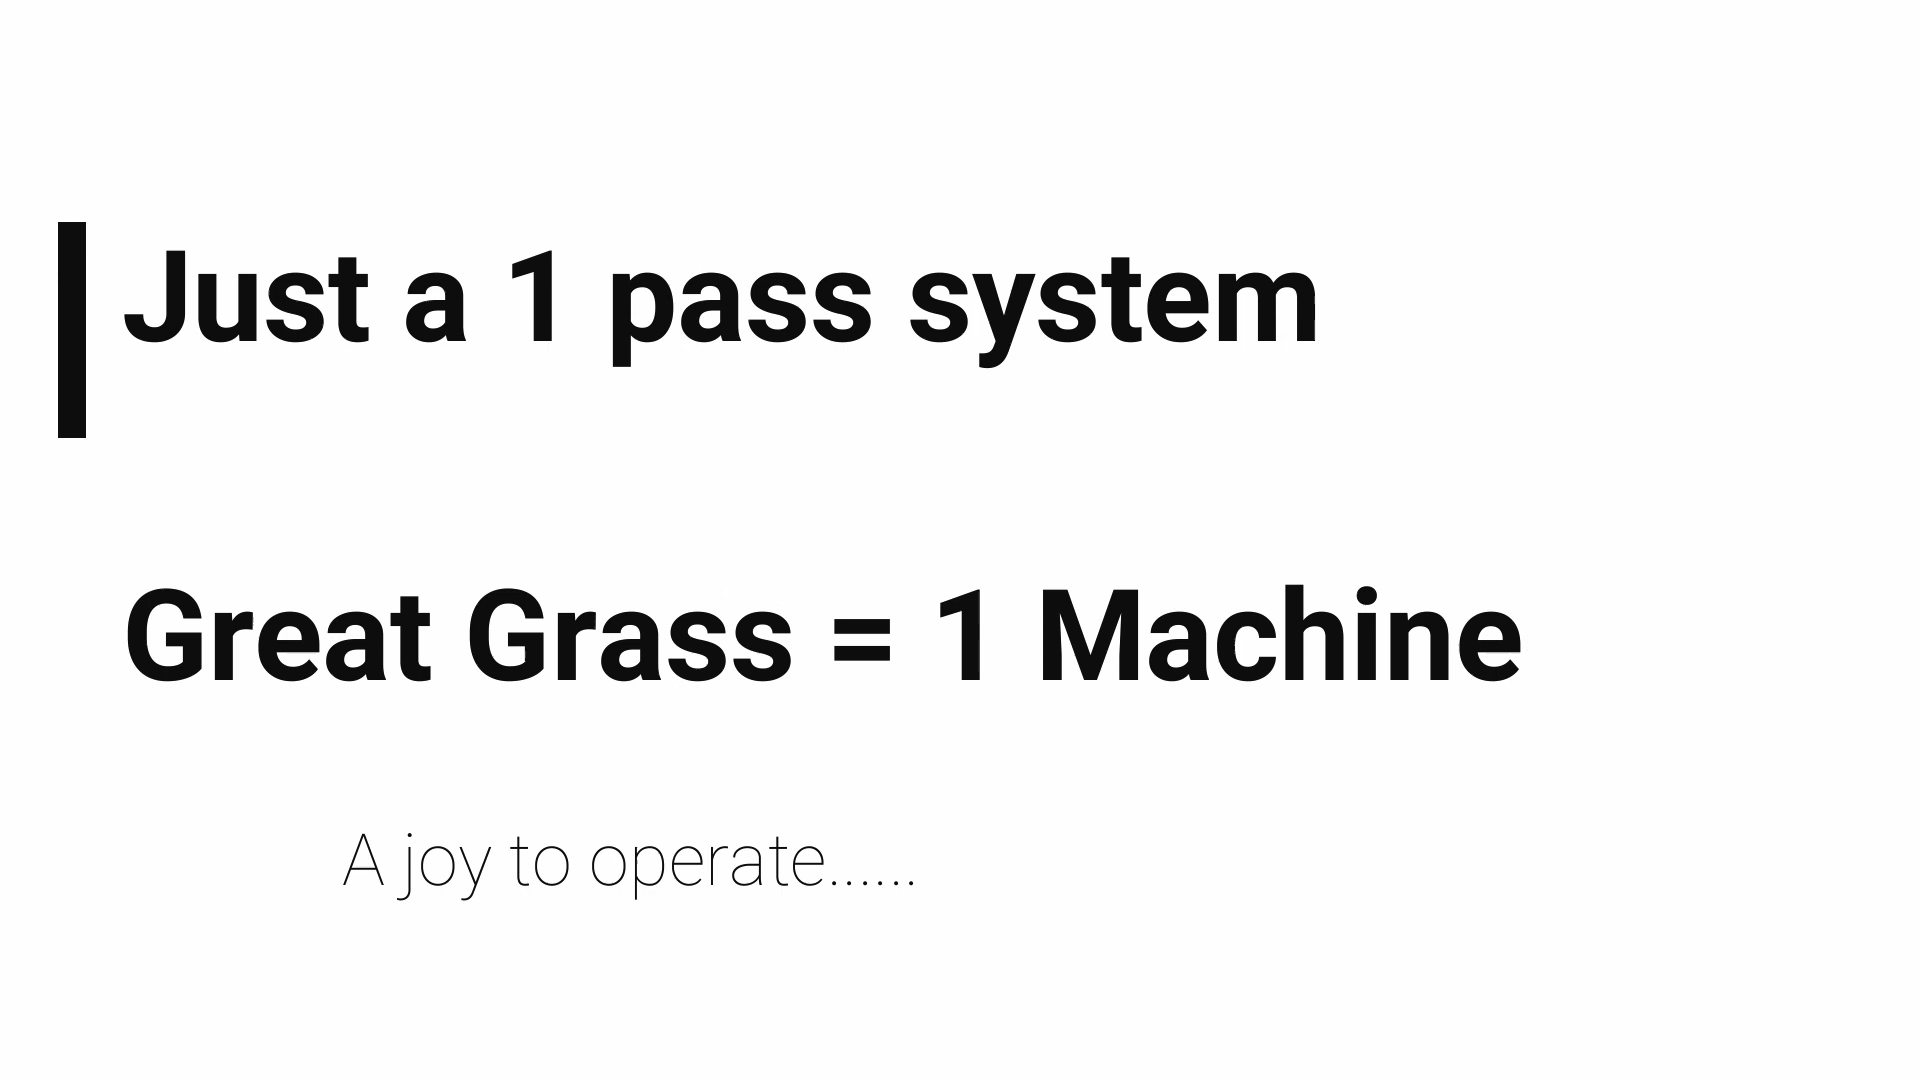 Just a 1 pass system
Great Grass = 1 Machine
A joy to operate......